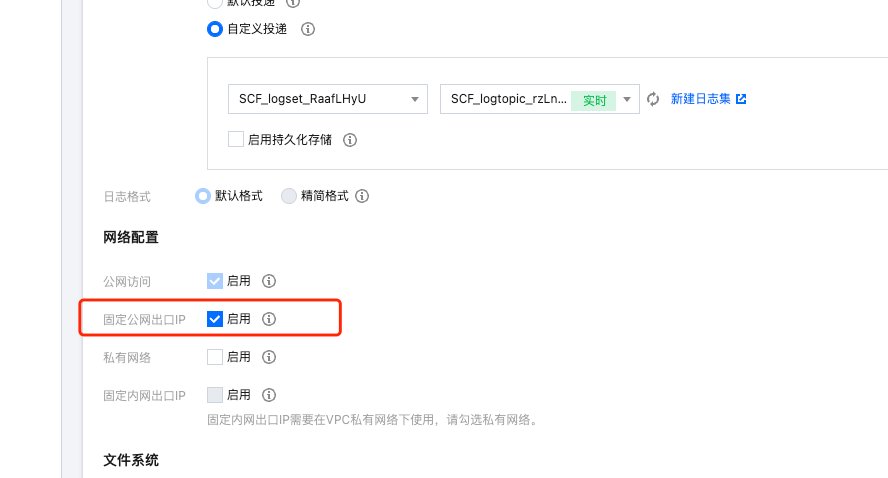 默认投递
自定义投递
SCF_logset_RaafLHyU SCF_logtopic_rzLn... 实时 新建日志集
启用持久化存储
日志格式 默认格式 精简格式
网络配置
公网访问 启用
固定公网出口IP 启用
私有网络 启用
固定内网出口IP 启用
固定内网出口IP需要在VPC私有网络下使用，请勾选私有网络。
文件系统